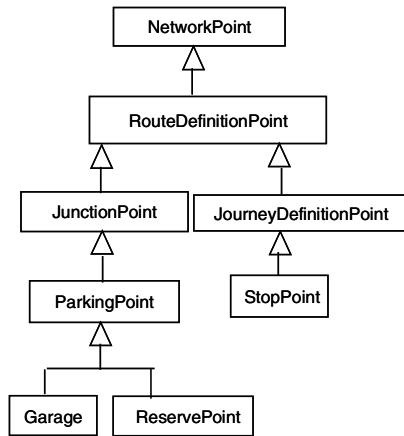 NetworkPoint
RouteDefinitionPoint
JunctionPoint
JourneyDefinitionPoint
ParkingPoint
StopPoint
Garage
ReservePoint